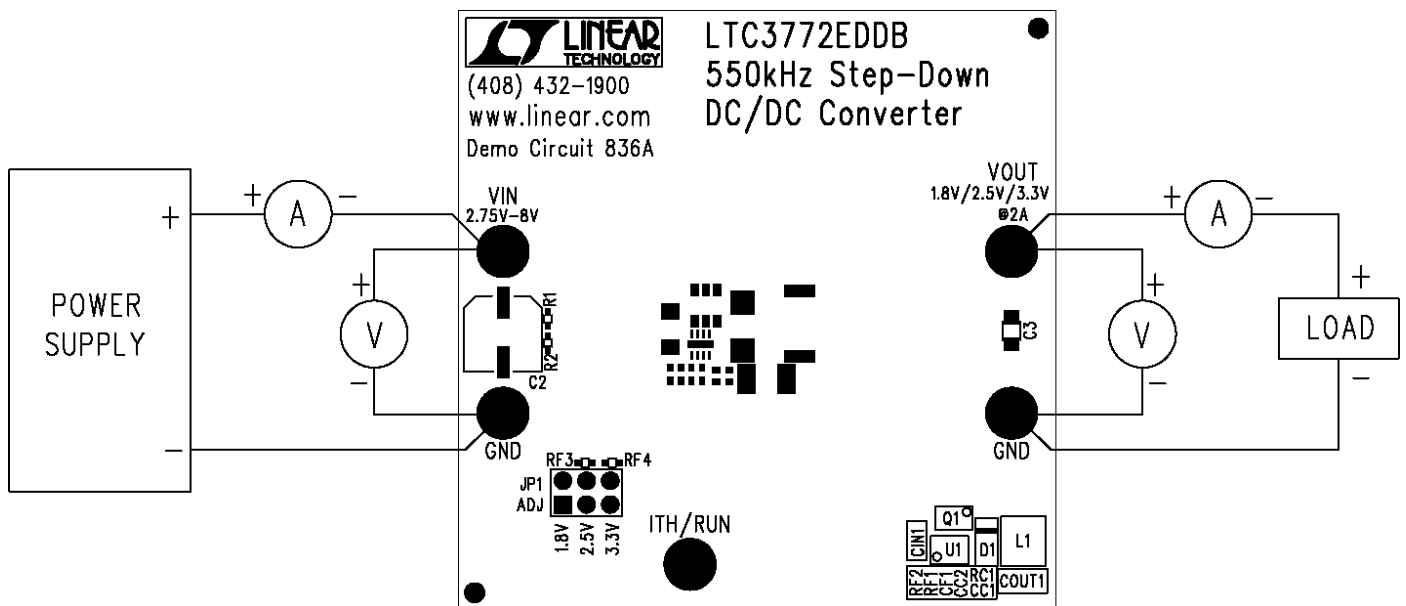 LINEAR
TECHNOLOGY
(408) 432-1900
www.linear.com
Demo Circuit 836A
LTC3772EDDB
550kHz Step-Down
DC/DC Converter
POWER
SUPPLY
+
-
+
A
-
VIN
2.75V-8V
+
V
-
GND
R1
R2
C2
VOUT
1.8V/2.5V/3.3V
@2A
+
A
-
+
V
-
+
LOAD
-
C3
GND
RF3
RF4
JP1
ADJ
1.8V
2.5V
3.3V
ITH/RUN
CIN1
Q1
U1
D1
L1
RF2
RF1
CF1
CC2
RC1
CC1
COUT1